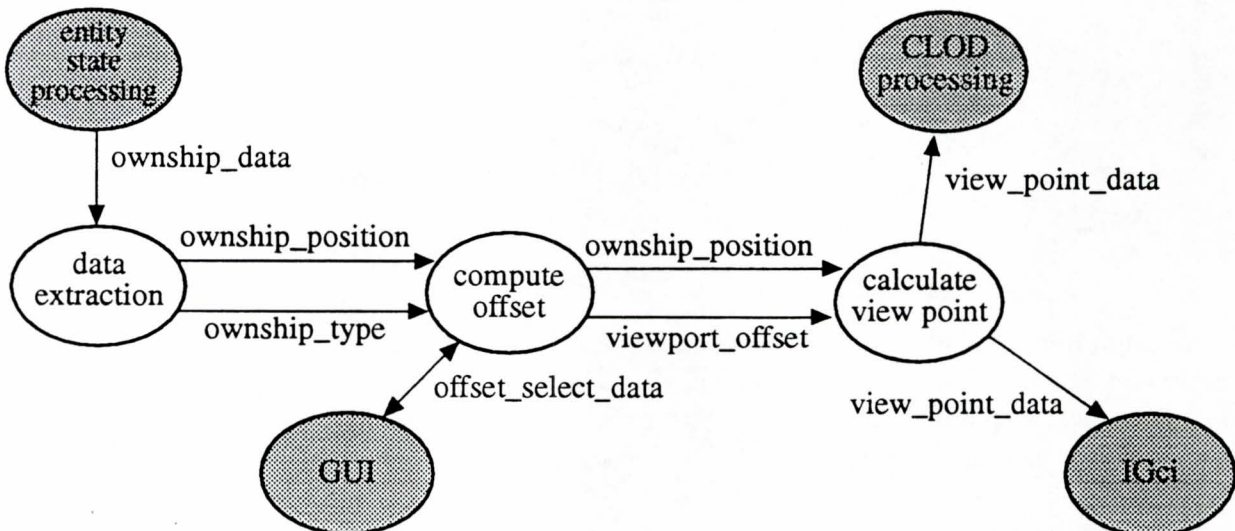 entity
state
processing
CLOD
processing
ownship_data
view_point_data
ownship_position
ownship_position
data
extraction
compute
offset
calculate
view point
ownship_type
viewport_offset
offset_select_data
view_point_data
GUI
IGci